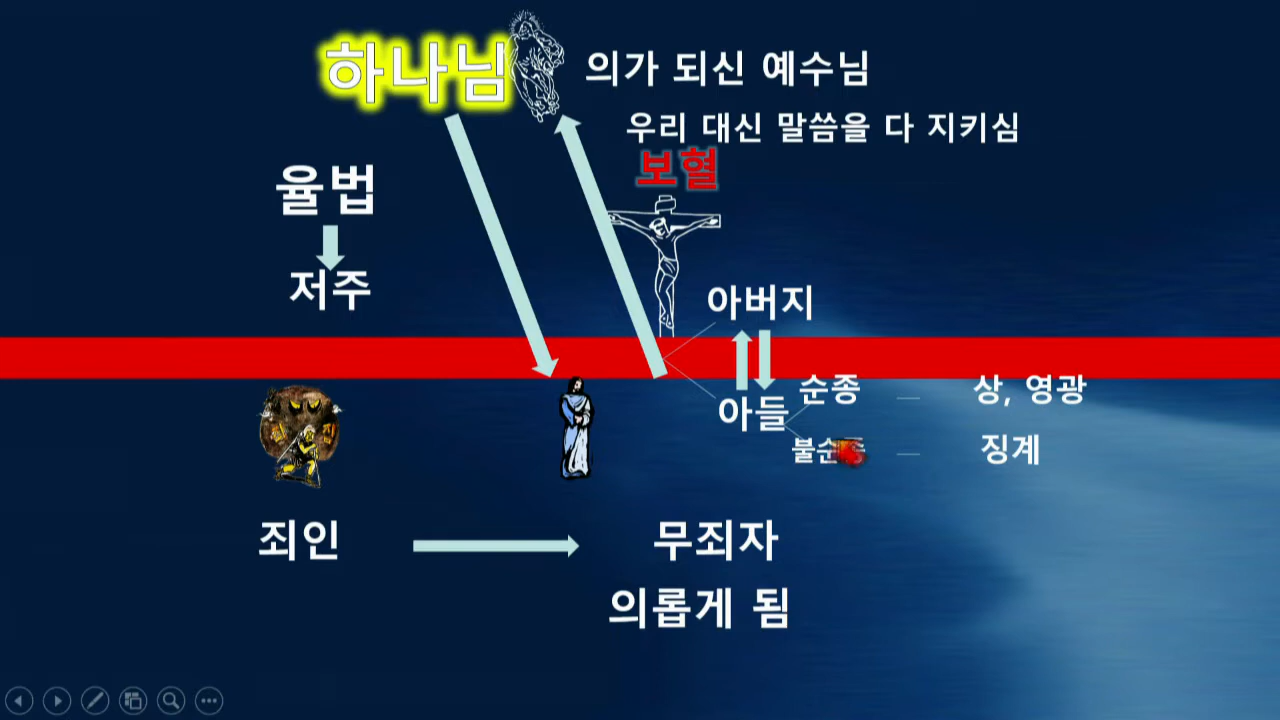 하나님
의가 되신 예수님
우리 대신 말씀을 다 지키심
보혈
율법
저주
아버지
아들
순종
상, 영광
징계
죄인
무죄자
의롭게 됨